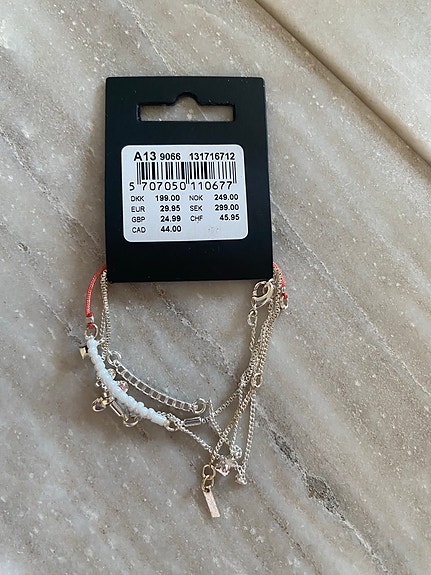 A13 9066 131716712
5 707050 110677
DKK 199.00 NOK 249.00
EUR 29.95 SEK 299.00
GBP 24.99 CHF 45.95
CAD 44.00